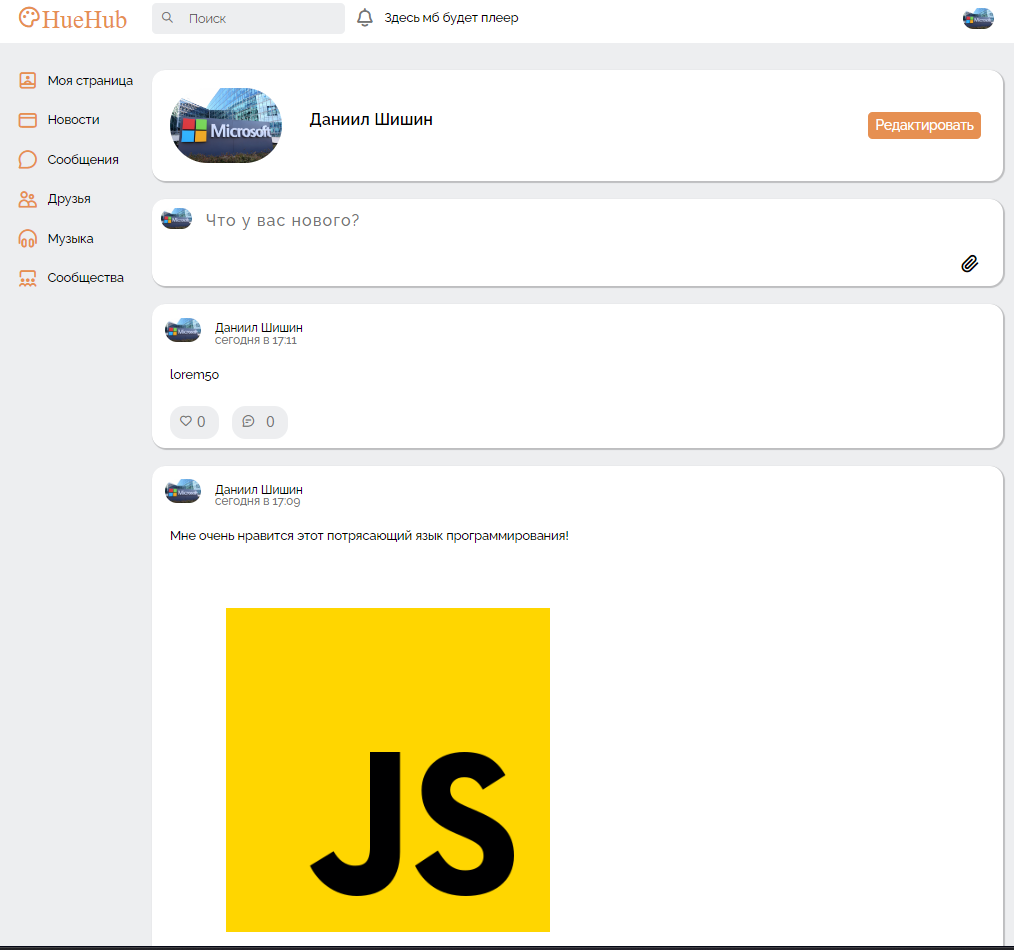 HueHub
Поиск
Здесь мб будет плеер
Моя страница
Новости
Сообщения
Друзья
Музыка
Сообщества
Microsoft
Даниил Шишин
Редактировать
Что у вас нового?
Даниил Шишин
сегодня в 17:11
lorem50
0 0
Даниил Шишин
сегодня в 17:09
Мне очень нравится этот потрясающий язык программирования!
JS